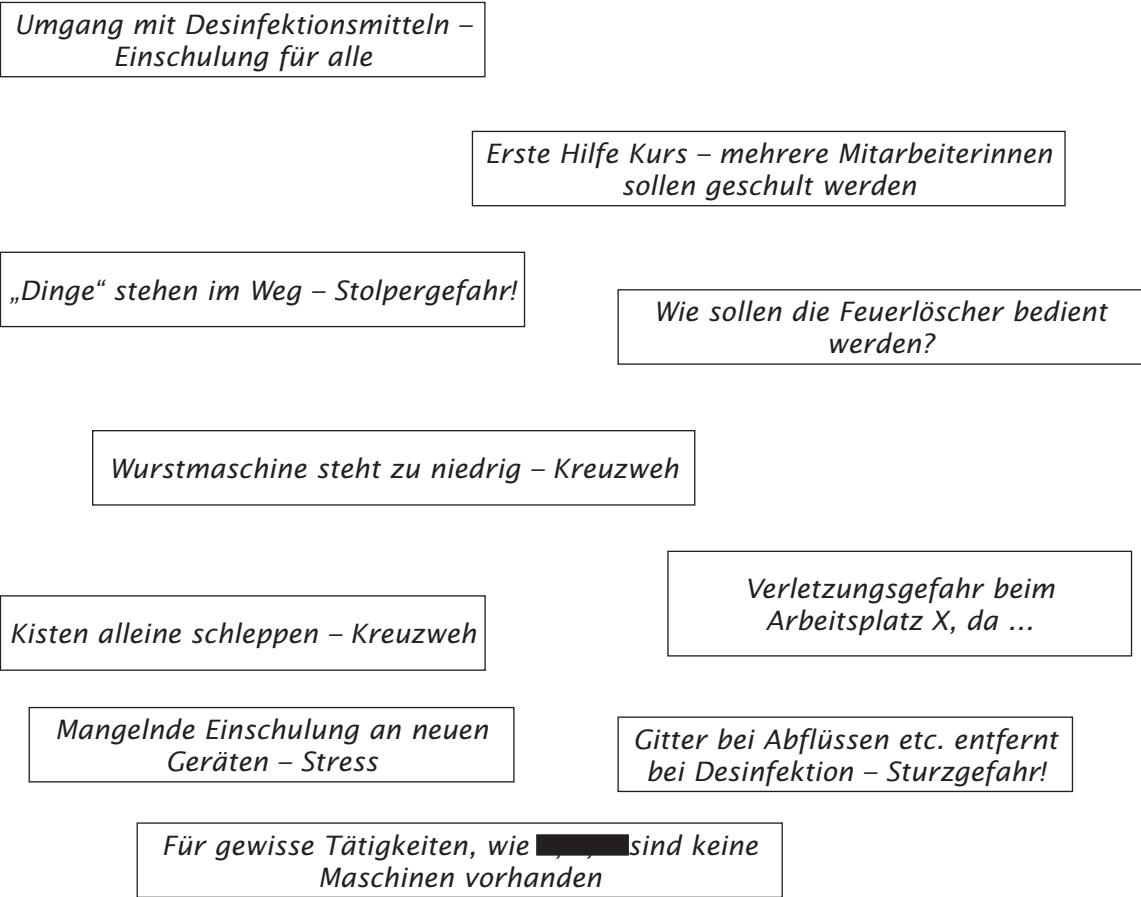 Umgang mit Desinfektionsmitteln –
Einschulung für alle
Erste Hilfe Kurs – mehrere Mitarbeiterinnen
sollen geschult werden
„Dinge“ stehen im Weg – Stolpergefahr!
Wie sollen die Feuerlöscher bedient
werden?
Wurstmaschine steht zu niedrig – Kreuzweh
Verletzungsgefahr beim
Arbeitsplatz X, da ...
Kisten alleine schleppen – Kreuzweh
Mangelnde Einschulung an neuen
Geräten – Stress
Gitter bei Abflüssen etc. entfernt
bei Desinfektion – Sturzgefahr!
Für gewisse Tätigkeiten, wie sind keine
Maschinen vorhanden